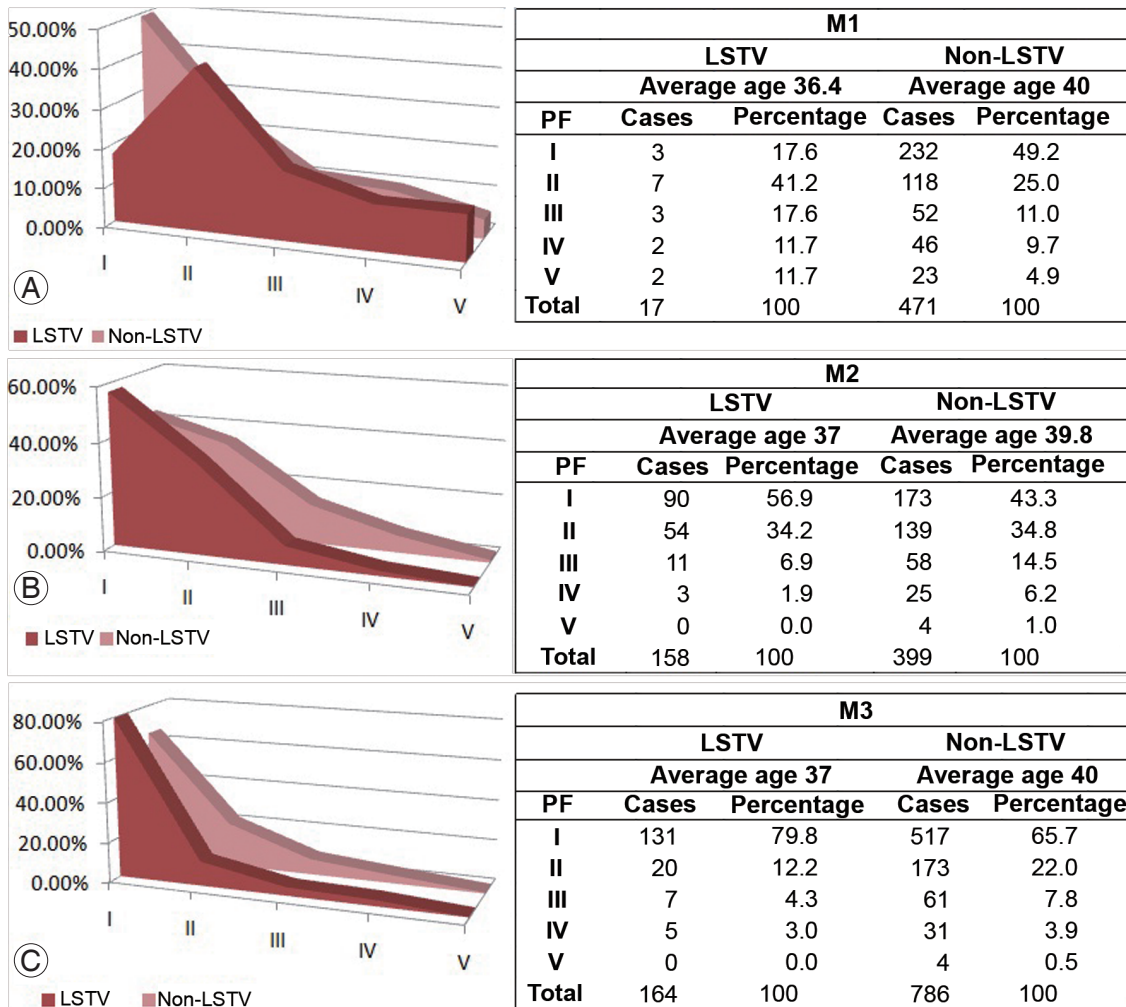 50.00%
40.00%
30.00%
20.00%
10.00%
0.00%
I
II
III
IV
V
A
LSTV Non-LSTV
M1
LSTV Non-LSTV
Average age 36.4 Average age 40
PF Cases Percentage Cases Percentage
I 3 17.6 232 49.2
II 7 41.2 118 25.0
III 3 17.6 52 11.0
IV 2 11.7 46 9.7
V 2 11.7 23 4.9
Total 17 100 471 100
60.00%
40.00%
20.00%
0.00%
I
II
III
IV
V
B
LSTV Non-LSTV
M2
LSTV Non-LSTV
Average age 37 Average age 39.8
PF Cases Percentage Cases Percentage
I 90 56.9 173 43.3
II 54 34.2 139 34.8
III 11 6.9 58 14.5
IV 3 1.9 25 6.2
V 0 0.0 4 1.0
Total 158 100 399 100
80.00%
60.00%
40.00%
20.00%
0.00%
I
II
III
IV
V
C
LSTV Non-LSTV
M3
LSTV Non-LSTV
Average age 37 Average age 40
PF Cases Percentage Cases Percentage
I 131 79.8 517 65.7
II 20 12.2 173 22.0
III 7 4.3 61 7.8
IV 5 3.0 31 3.9
V 0 0.0 4 0.5
Total 164 100 786 100